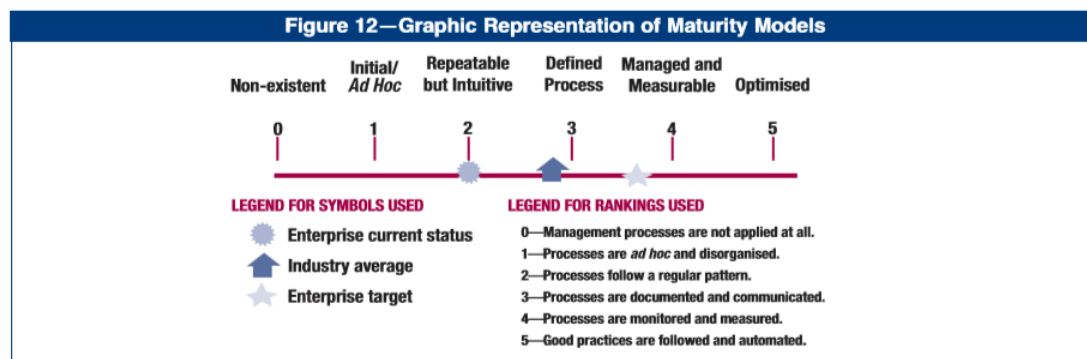 Figure 12—Graphic Representation of Maturity Models
Non-existent
Initial/
Ad Hoc
Repeatable
but Intuitive
Defined
Process
Managed and
Measurable
Optimised
0
1
2
3
4
5
LEGEND FOR SYMBOLS USED
Enterprise current status
Industry average
Enterprise target
LEGEND FOR RANKINGS USED
0—Management processes are not applied at all.
1—Processes are ad hoc and disorganised.
2—Processes follow a regular pattern.
3—Processes are documented and communicated.
4—Processes are monitored and measured.
5—Good practices are followed and automated.